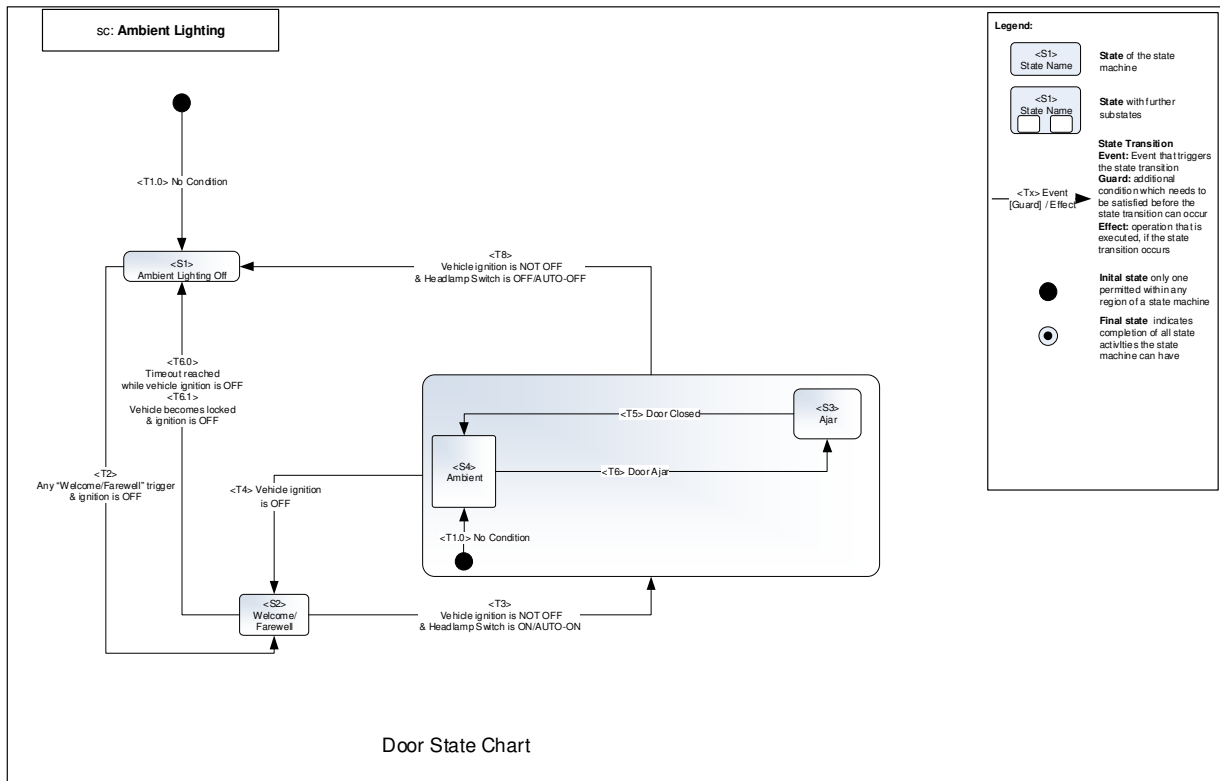 sc: Ambient Lighting
<T1.0> No Condition
<S1>
Ambient Lighting Off
<T8>
Vehicle ignition is NOT OFF
& Headlamp Switch is OFF/AUTO-OFF
<T6.0>
Timeout reached
while vehicle ignition is OFF
<T6.1>
Vehicle becomes locked
& ignition is OFF
<T2>
Any "Welcome/Farewell" trigger
& ignition is OFF
<T4> Vehicle ignition
is OFF
<T5> Door Closed
<S3>
Ajar
<S4>
Ambient
<T6> Door Ajar
<T1.0> No Condition
<S2>
Welcome/
Farewell
<T3>
Vehicle ignition is NOT OFF
& Headlamp Switch is ON/AUTO-ON
Door State Chart
Legend:
<S1>
State Name
State of the state
machine
<S1>
State Name
State with further
substates
<Tx> Event
[Guard] / Effect
State Transition
Event: Event that triggers
the state transition
Guard: additional
condition which needs to
be satisfied before the
state transition can occur
Effect: operation that is
executed, if the state
transition occurs
Inital state only one
permitted within any
region of a state machine
Final state indicates
completion of all state
activities the state
machine can have